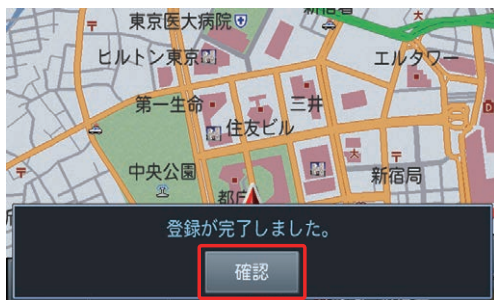 東京医大病院
ヒルトン東京
エルタワー
第一生命
三井
住友ビル
中央公園
新宿局
都庁
登録が完了しました。
確認